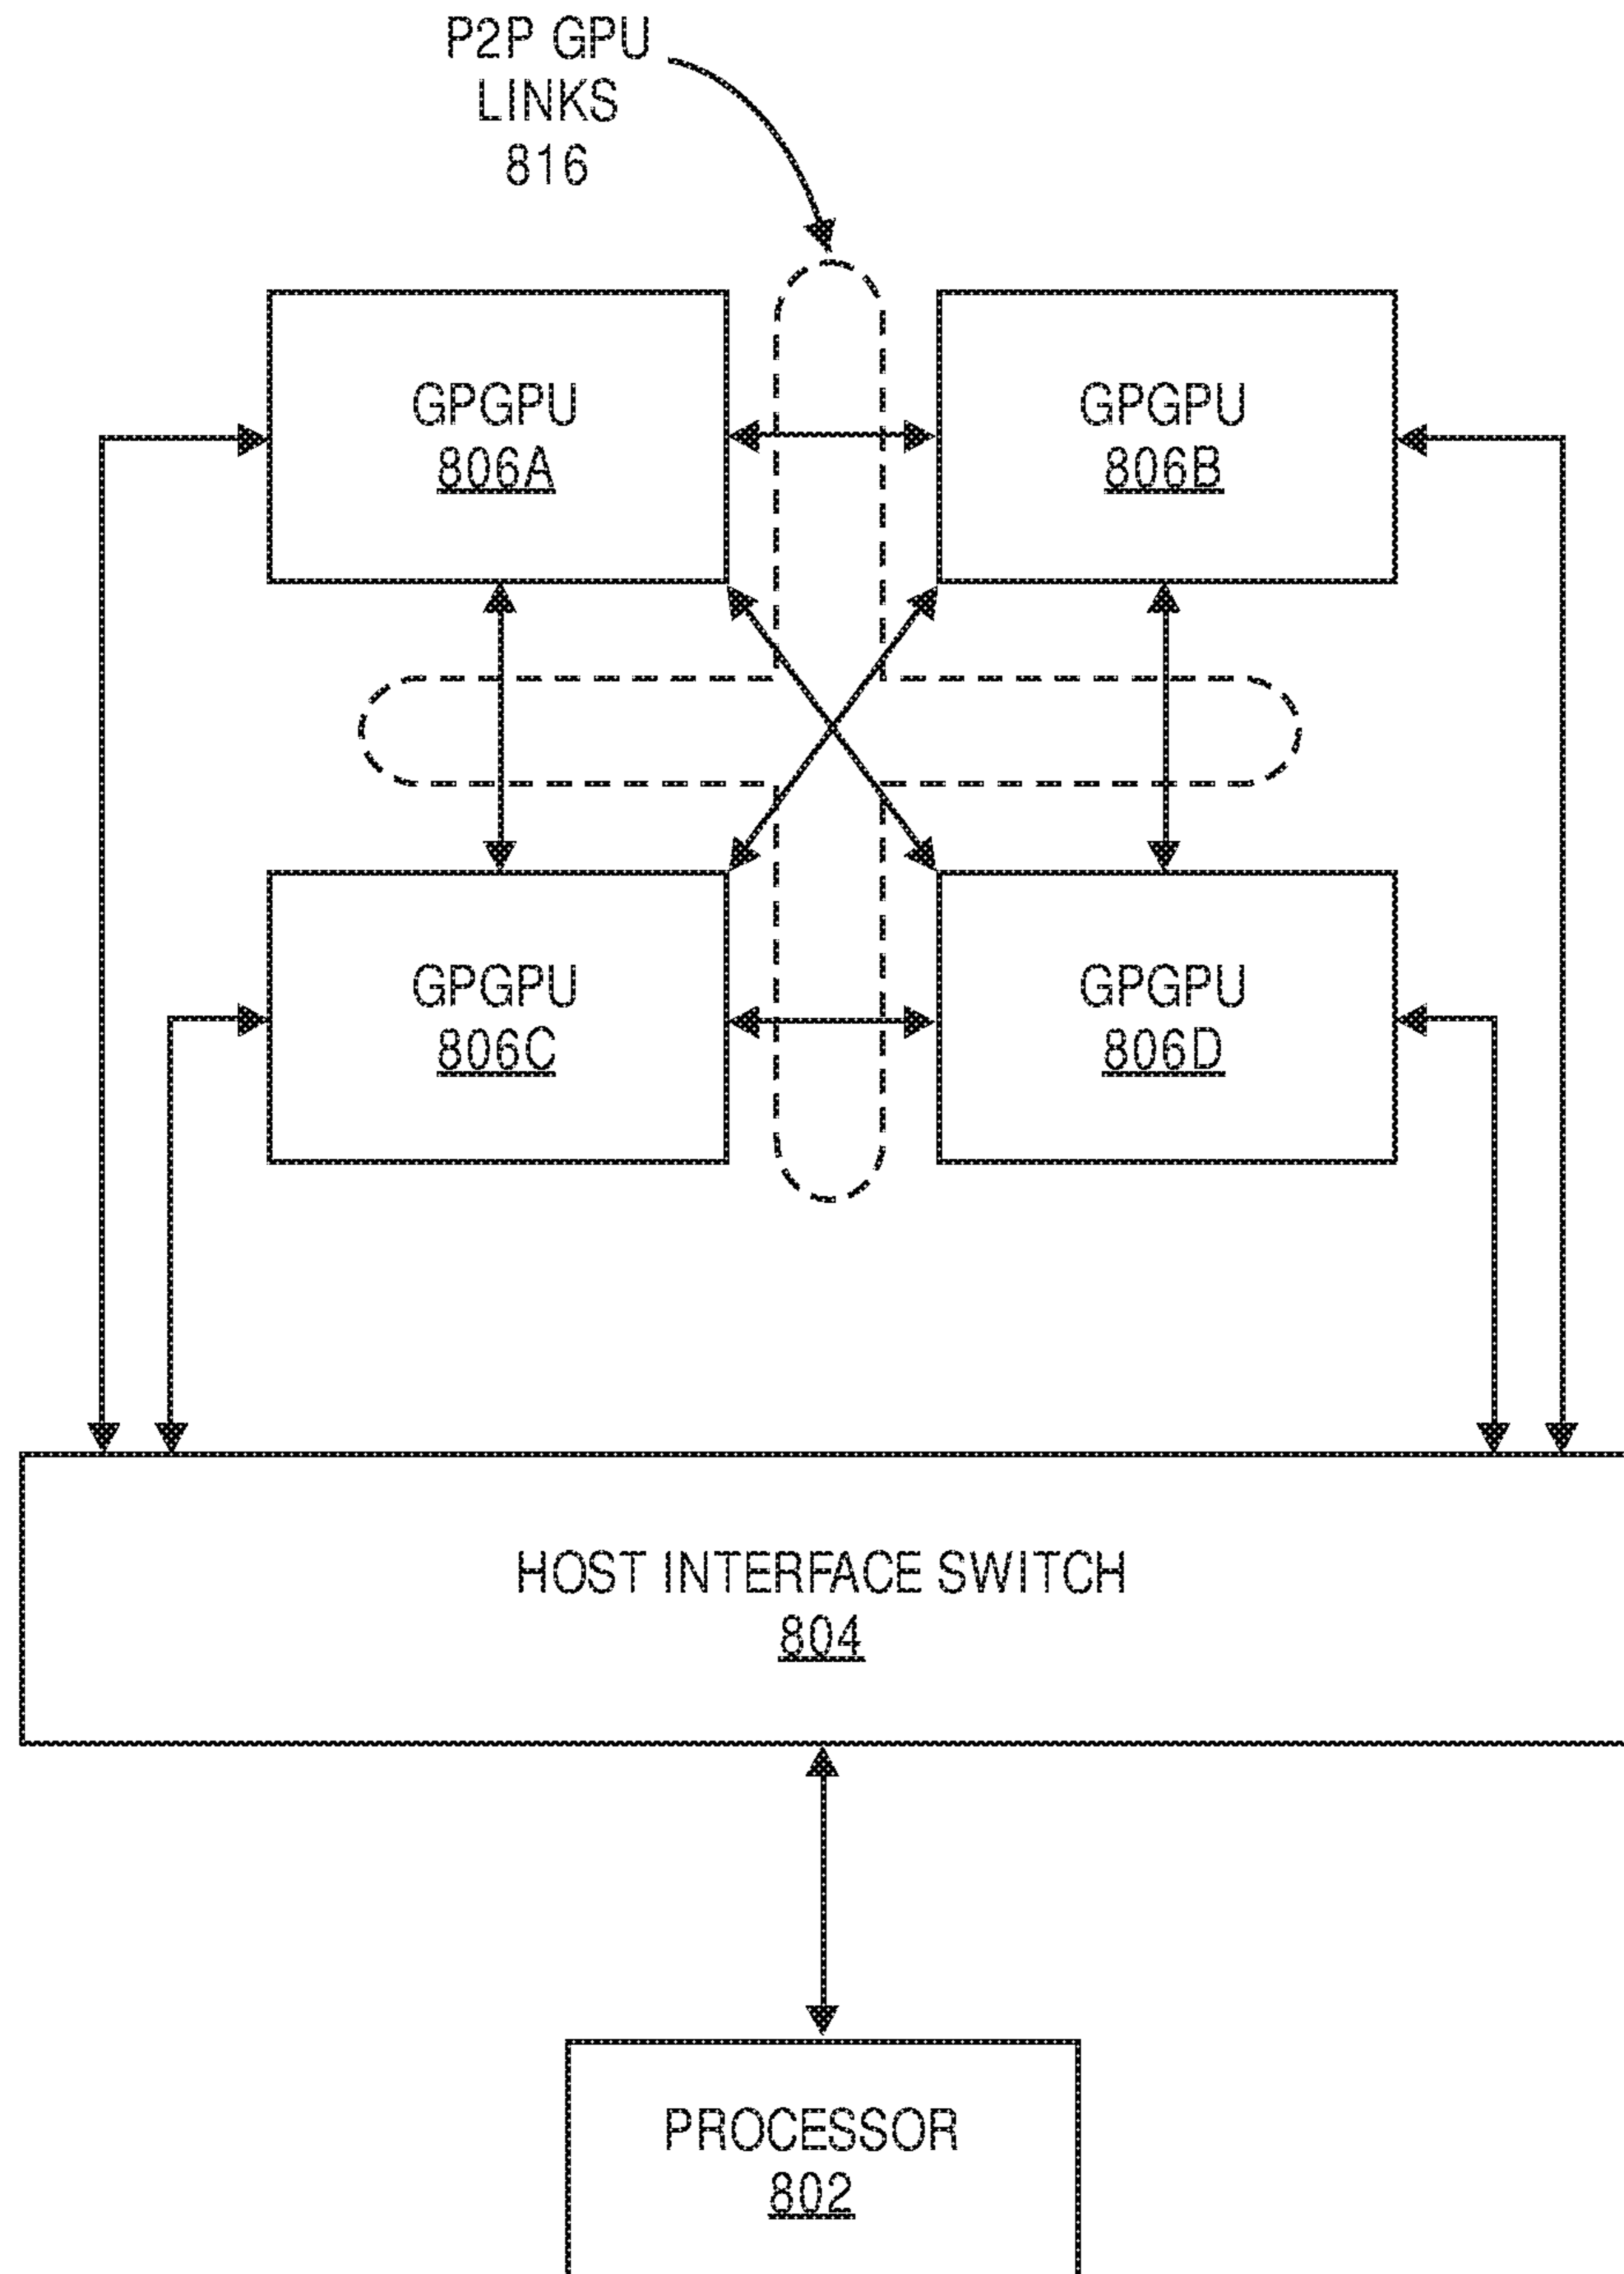 P2P GPU
LINKS
816
GPGPU
806A
GPGPU
806B
GPGPU
806C
GPGPU
806D
HOST INTERFACE SWITCH
804
PROCESSOR
802